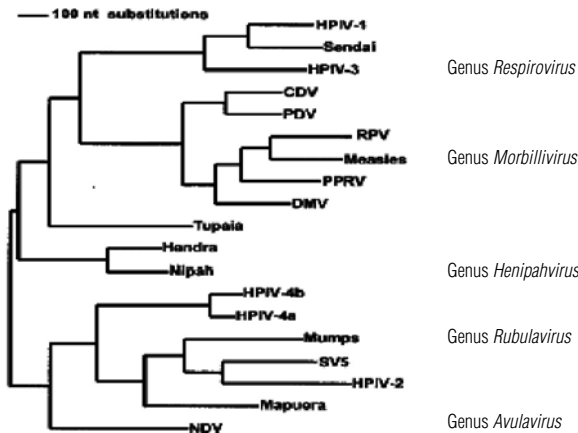 100 nt substitutions
HPIV-1
Sendai
HPIV-3
Genus Respirovirus
CDV
PDV
RPV
Measles
Genus Morbillivirus
PPRV
DMV
Tupaia
Handra
Nipah
Genus Henipahvirus
HPIV-4b
HPIV-4a
Mumps
Genus Rubulavirus
SV5
HPIV-2
Mapuera
NDV
Genus Avulavirus